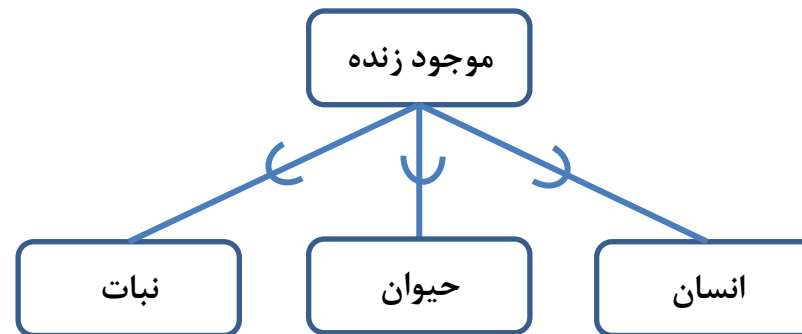 موجود زنده
انسان
حیوان
نبات